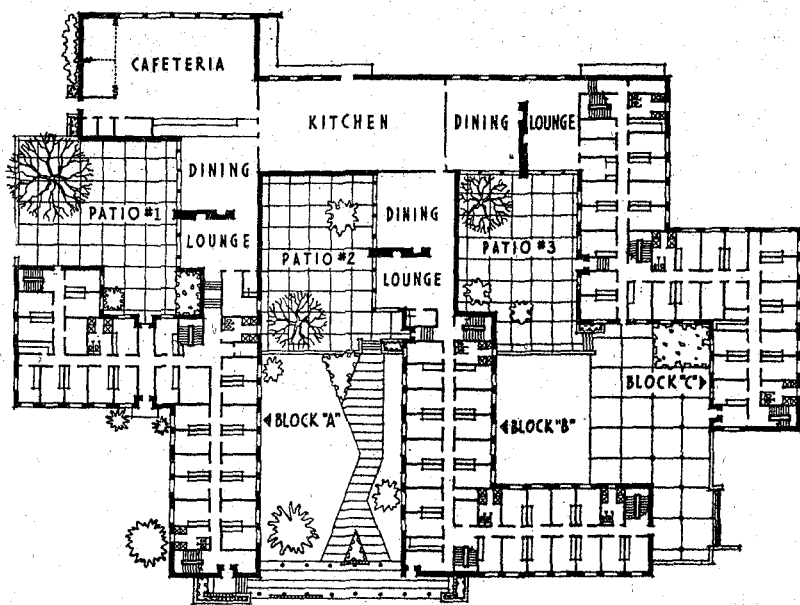 CAFETERIA
KITCHEN
DINING
LOUNGE
DINING
PATIO #1
DINING
LOUNGE
PATIO #2
PATIO #3
LOUNGE
BLOCK "C"
BLOCK "A"
BLOCK "B"